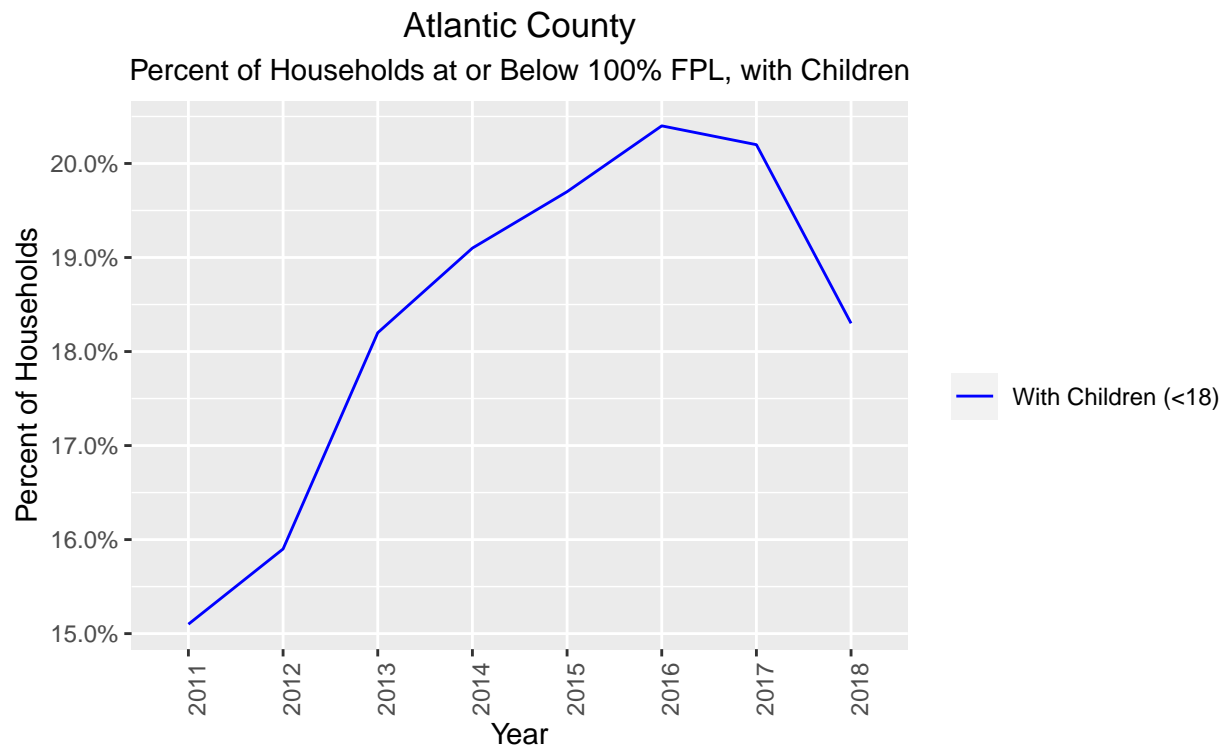 Atlantic County
Percent of Households at or Below 100% FPL, with Children
Percent of Households
20.0%
19.0%
18.0%
17.0%
16.0%
15.0%
2011
2012
2013
2014
2015
2016
2017
2018
Year
With Children (<18)